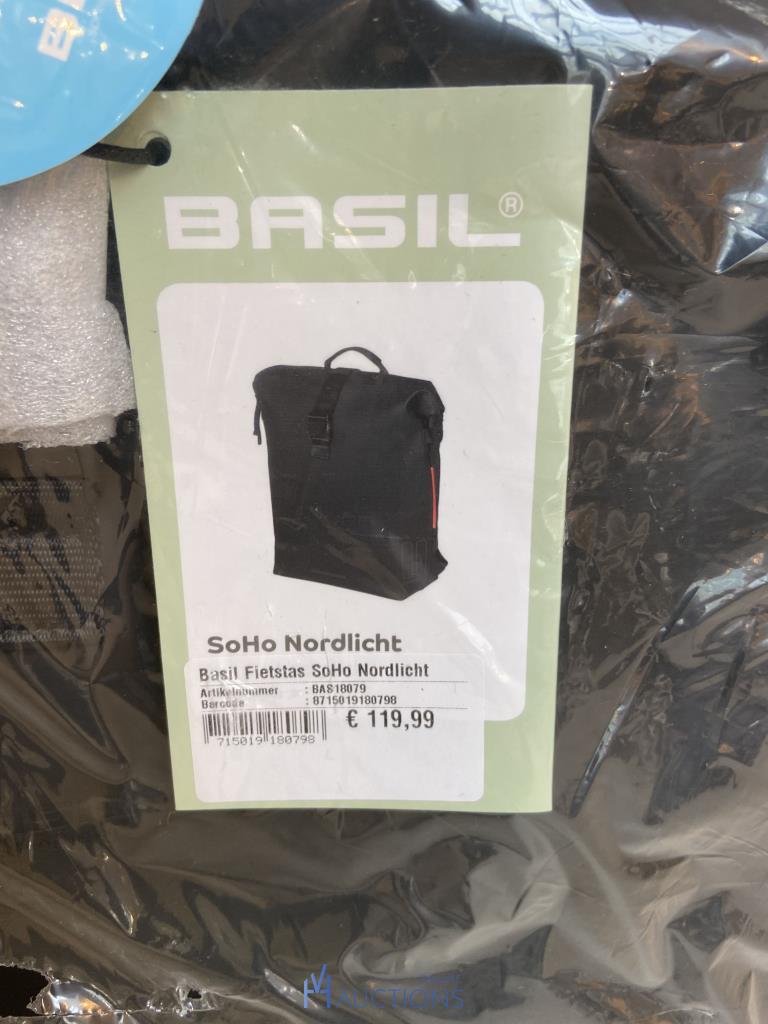 BASIL®
SoHo Nordlicht
Basil Fietstas SoHo Nordlicht
Artikelnummer : BAS18079
Barcode : 8715019180798
€ 119,99
715019 180798
AUCTIONS